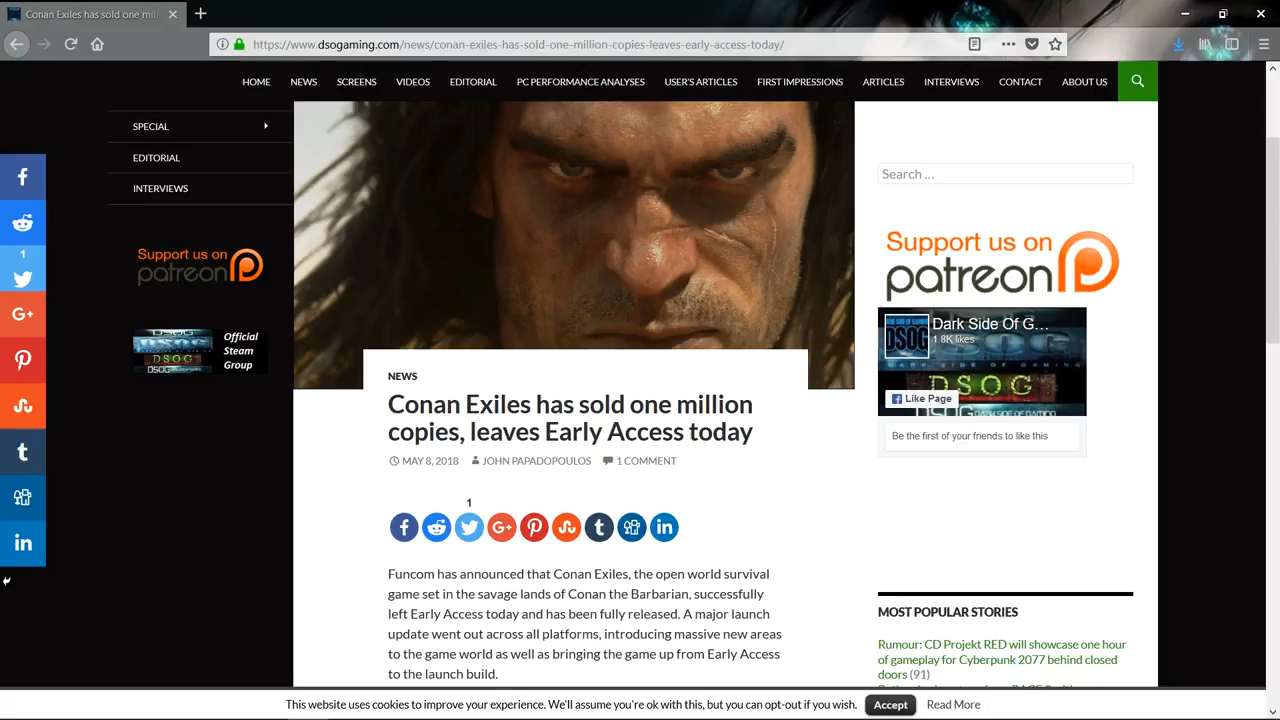 Conan Exiles has sold one mill
https://www.dsogaming.com/news/conan-exiles-has-sold-one-million-copies-leaves-early-access-today/
HOME NEWS SCREENS VIDEOS EDITORIAL PC PERFORMANCE ANALYSES USER'S ARTICLES FIRST IMPRESSIONS ARTICLES INTERVIEWS CONTACT ABOUT US
SPECIAL
EDITORIAL
INTERVIEWS
Support us on
patreon
Official
Steam
Group
DSOG
1
NEWS
Conan Exiles has sold one million
copies, leaves Early Access today
MAY 8, 2018 JOHN PAPADOPOULOS 1 COMMENT
1
Funcom has announced that Conan Exiles, the open world survival
game set in the savage lands of Conan the Barbarian, successfully
left Early Access today and has been fully released. A major launch
update went out across all platforms, introducing massive new areas
to the game world as well as bringing the game up from Early Access
to the launch build.
Search …
Support us on
patreon
Dark Side Of G…
1.8K likes
DSOG
DARK SIDE OF GAMING
DSOG
Like Page
Be the first of your friends to like this
MOST POPULAR STORIES
Rumour: CD Projekt RED will showcase one hour
of gameplay for Cyberpunk 2077 behind closed
doors (91)
This website uses cookies to improve your experience. We'll assume you're ok with this, but you can opt-out if you wish. Accept Read More